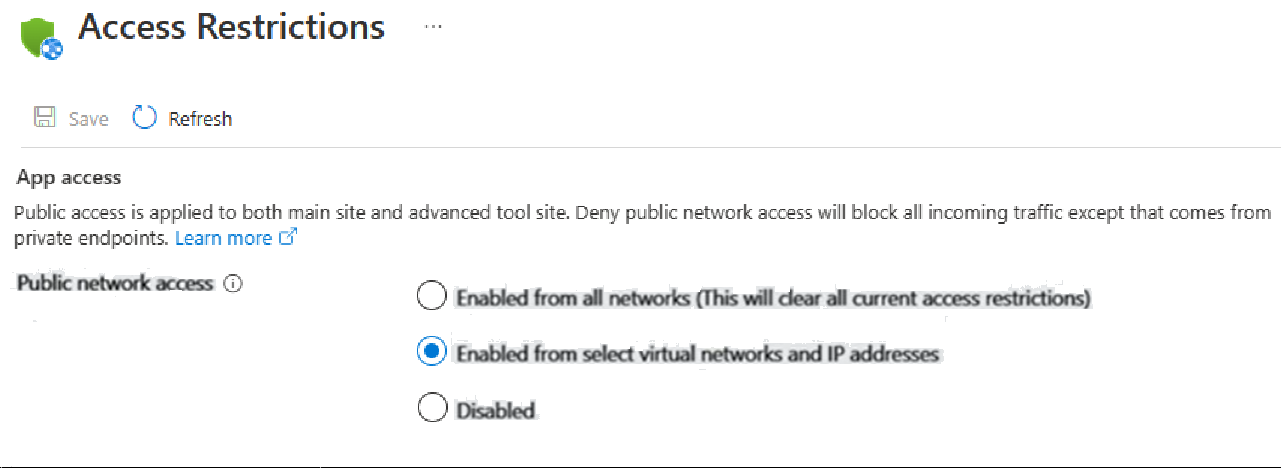 Access Restrictions ...
Save Refresh
App access
Public access is applied to both main site and advanced tool site. Deny public network access will block all incoming traffic except that comes from
private endpoints. Learn more
Public network access
Enabled from all networks (This will clear all current access restrictions)
Enabled from select virtual networks and IP addresses
Disabled